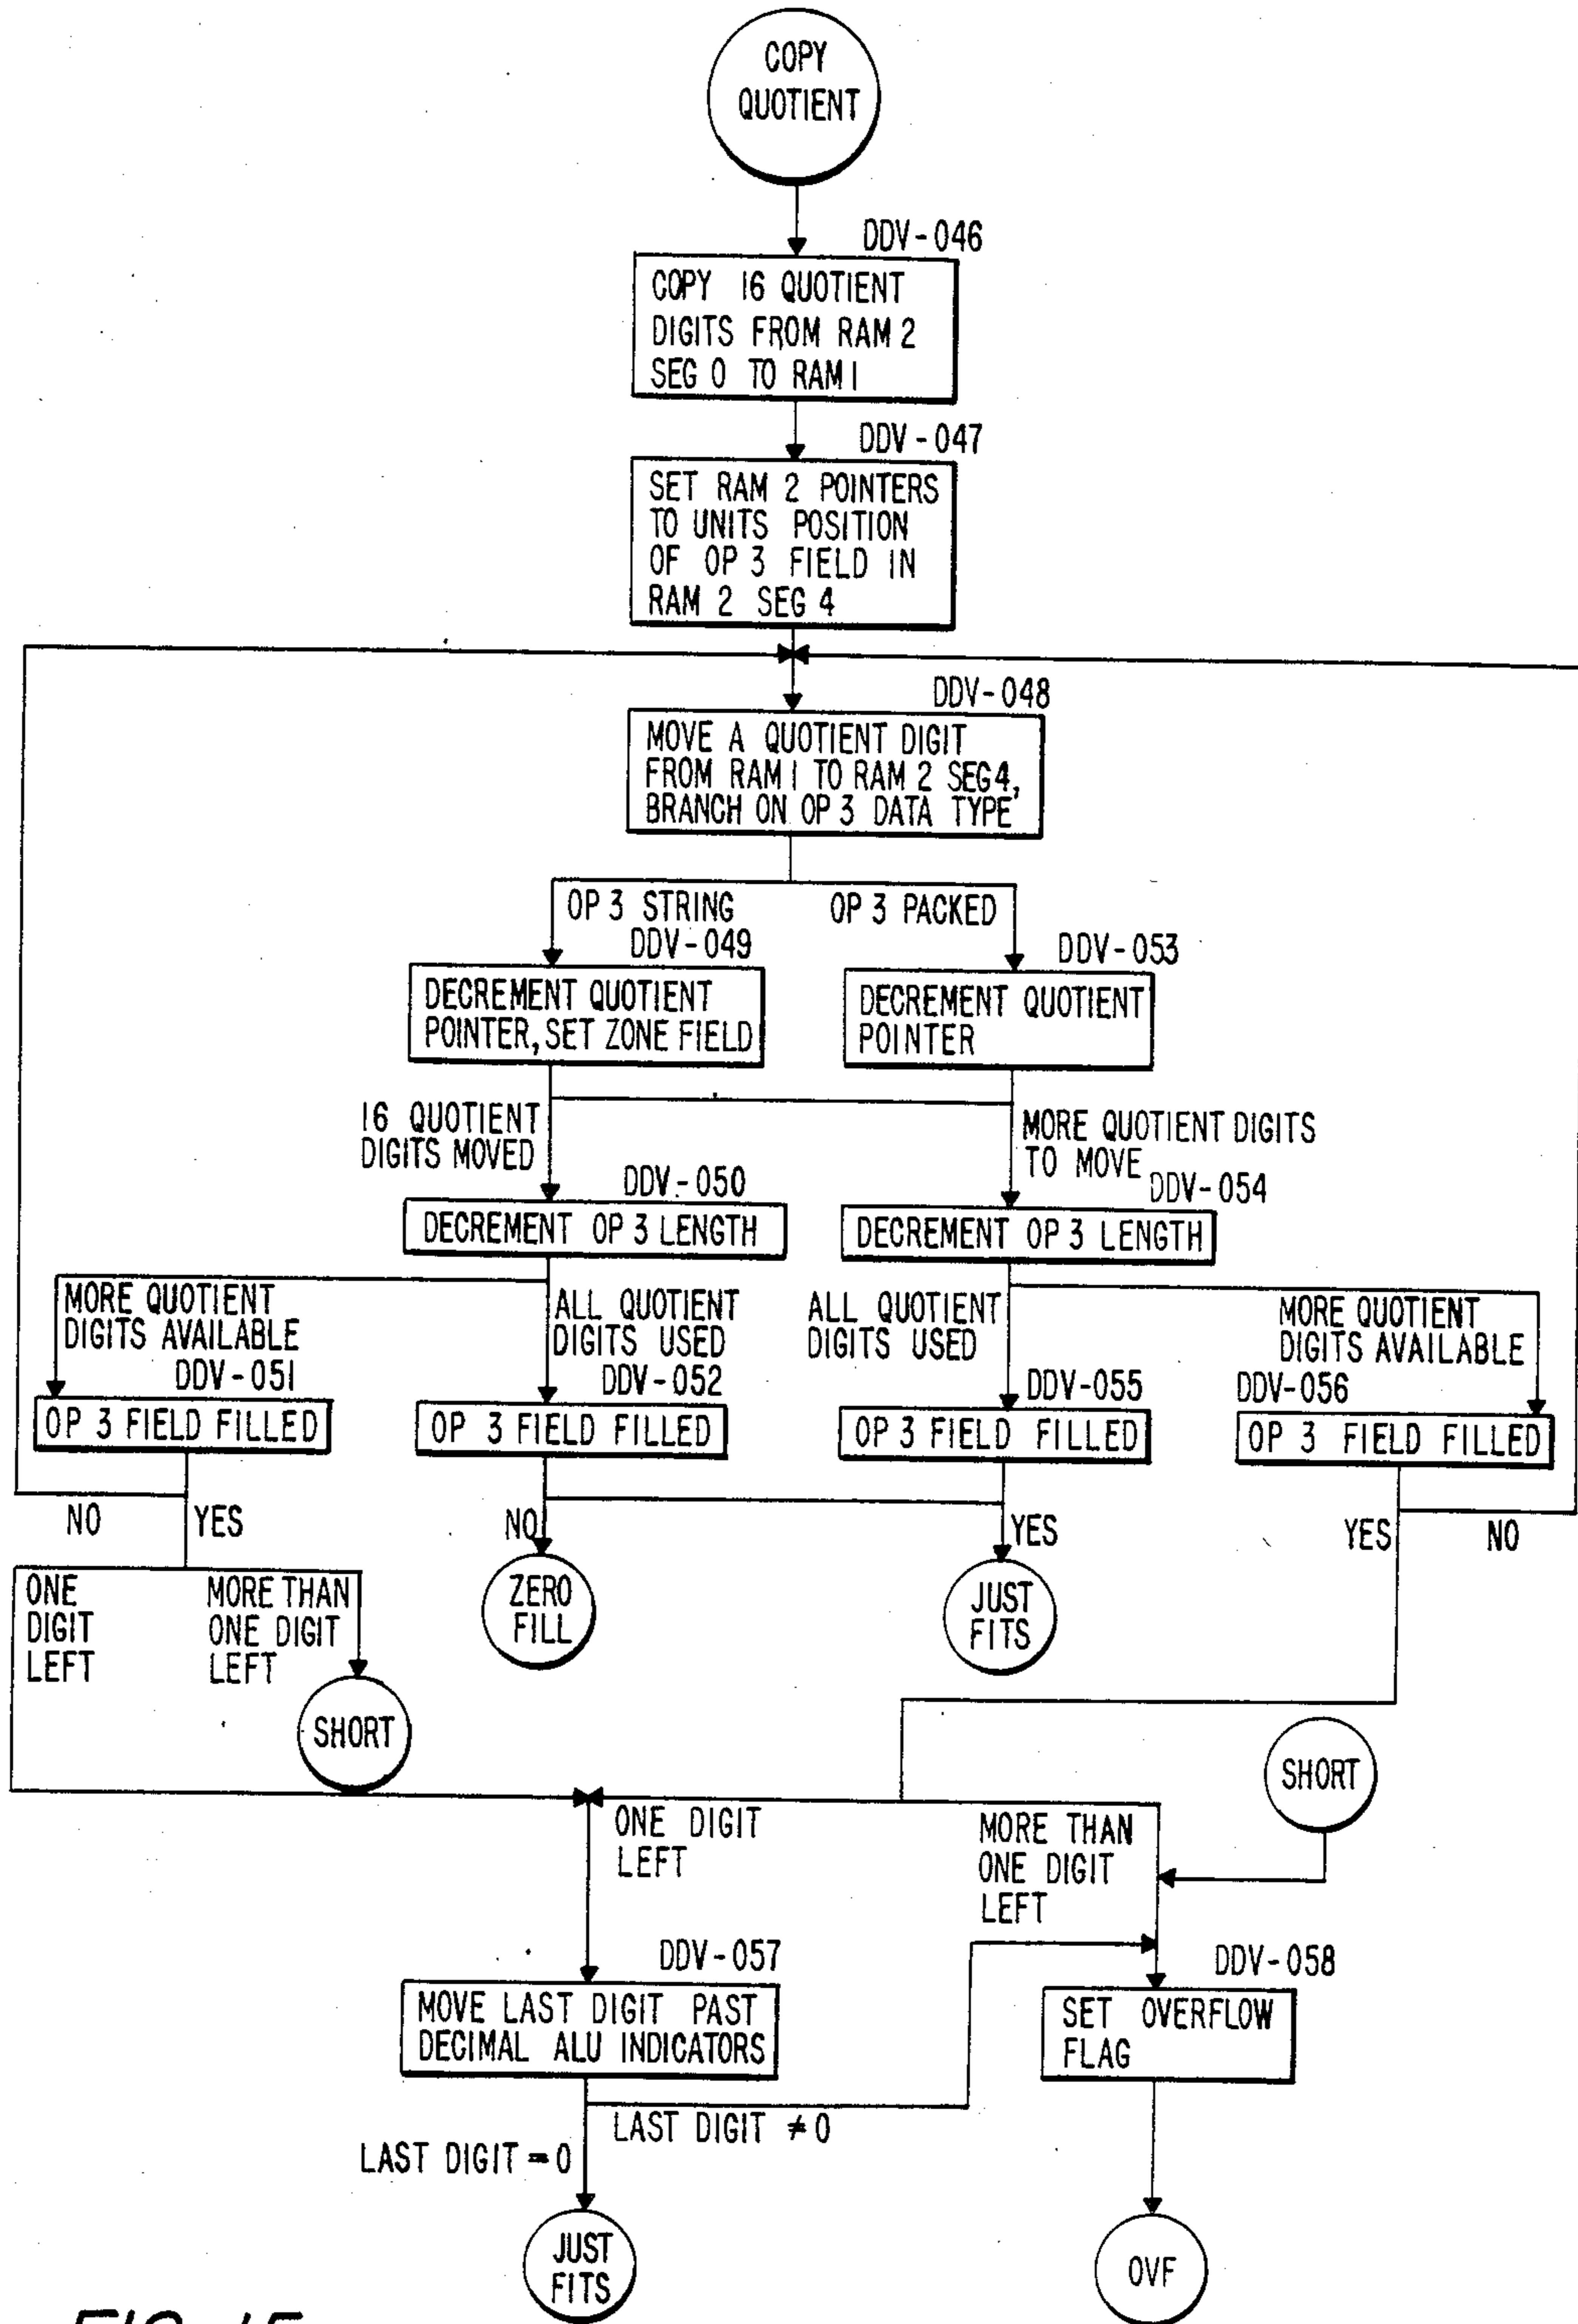 COPY
QUOTIENT
DDV-046
COPY 16 QUOTIENT
DIGITS FROM RAM 2
SEG 0 TO RAM 1
DDV-047
SET RAM 2 POINTERS
TO UNITS POSITION
OF OP 3 FIELD IN
RAM 2 SEG 4
DDV-048
MOVE A QUOTIENT DIGIT
FROM RAM 1 TO RAM 2 SEG 4,
BRANCH ON OP 3 DATA TYPE
OP 3 STRING
DDV-049
OP 3 PACKED
DDV-053
DECREMENT QUOTIENT
POINTER, SET ZONE FIELD
DECREMENT QUOTIENT
POINTER
16 QUOTIENT
DIGITS MOVED
MORE QUOTIENT DIGITS
TO MOVE
DDV-050
DECREMENT OP 3 LENGTH
DDV-054
DECREMENT OP 3 LENGTH
MORE QUOTIENT
DIGITS AVAILABLE
DDV-051
ALL QUOTIENT
DIGITS USED
DDV-052
ALL QUOTIENT
DIGITS USED
DDV-055
MORE QUOTIENT
DIGITS AVAILABLE
DDV-056
OP 3 FIELD FILLED
OP 3 FIELD FILLED
OP 3 FIELD FILLED
OP 3 FIELD FILLED
NO
YES
NO
YES
YES
NO
ONE
DIGIT
LEFT
MORE THAN
ONE DIGIT
LEFT
ZERO
FILL
JUST
FITS
SHORT
SHORT
ONE DIGIT
LEFT
MORE THAN
ONE DIGIT
LEFT
DDV-057
MOVE LAST DIGIT PAST
DECIMAL ALU INDICATORS
DDV-058
SET OVERFLOW
FLAG
LAST DIGIT ≠ 0
LAST DIGIT = 0
JUST
FITS
OVF
FIG. 15